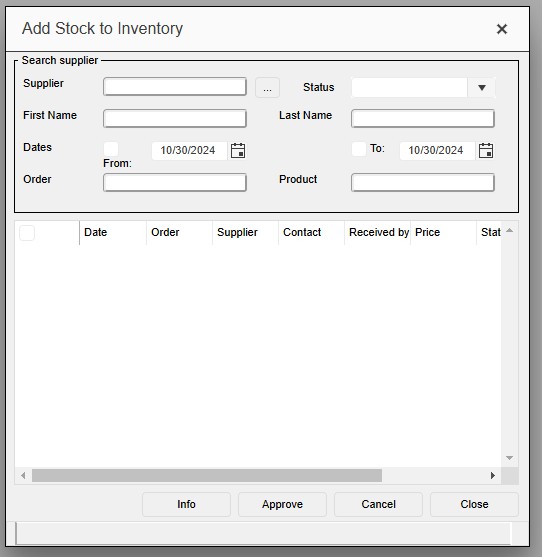 Add Stock to Inventory
Search supplier
Supplier ... Status
First Name Last Name
Dates From: 10/30/2024 To: 10/30/2024
Order Product
Date Order Supplier Contact Received by Price Stat
Info Approve Cancel Close